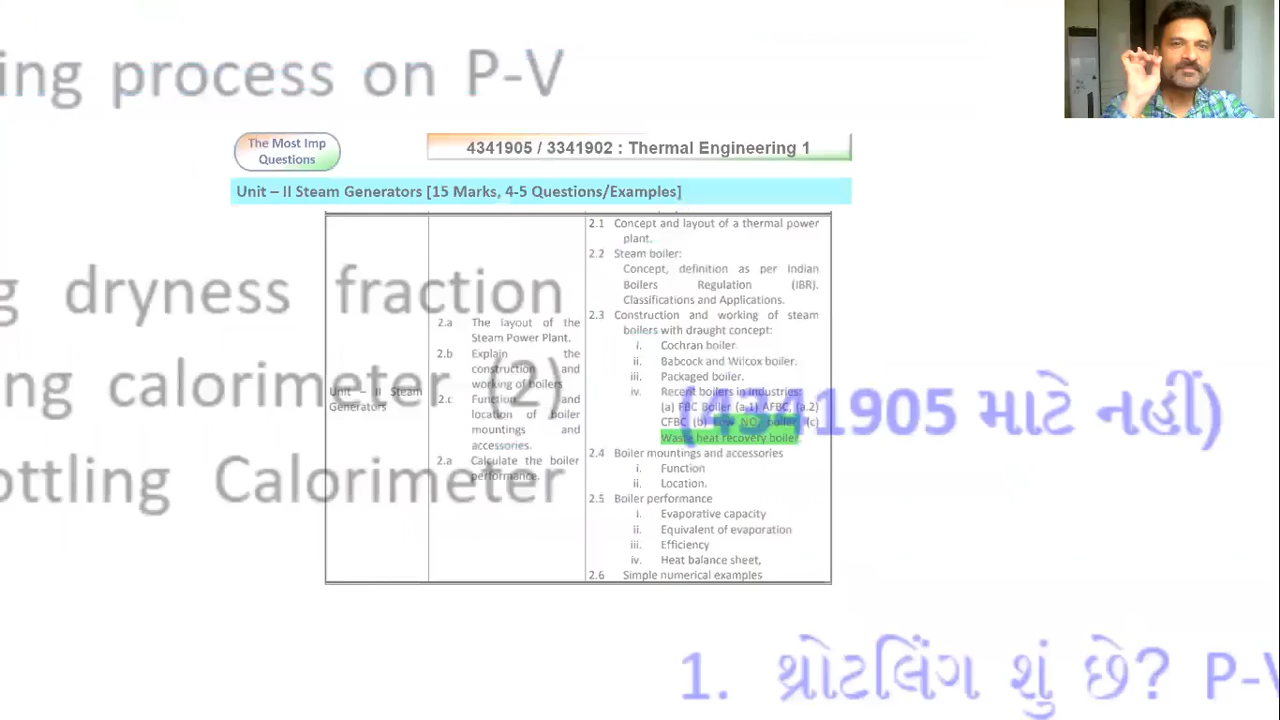 ing process on P-V
The Most Imp
Questions
4341905 / 3341902 : Thermal Engineering 1
Unit – II Steam Generators [15 Marks, 4-5 Questions/Examples]
Unit – II Steam
Generators
2.a The layout of the
Steam Power Plant.
2.b Explain the
construction and
working of boilers
2.c Function and
location of boiler
mountings and
accessories.
2.a Calculate the boiler
performance.
2.1 Concept and layout of a thermal power
plant.
2.2 Steam boiler:
Concept, definition as per Indian
Boilers Regulation (IBR).
Classifications and Applications.
2.3 Construction and working of steam
boilers with draught concept:
i. Cochran boiler.
ii. Babcock and Wilcox boiler.
iii. Packaged boiler.
iv. Recent boilers in industries:
(a) FBC Boiler (a.1) AFBC, (a.2)
CFBC (b) Low NO boiler (c)
Waste heat recovery boiler.
2.4 Boiler mountings and accessories
i. Function
ii. Location.
2.5 Boiler performance
i. Evaporative capacity
ii. Equivalent of evaporation
iii. Efficiency
iv. Heat balance sheet,
2.6 Simple numerical examples
g dryness fraction
ng calorimeter (2)
ottling Calorimeter
(4341905 માટે નહીં)
1. થ્રોટલિંગ શું છે? P-V